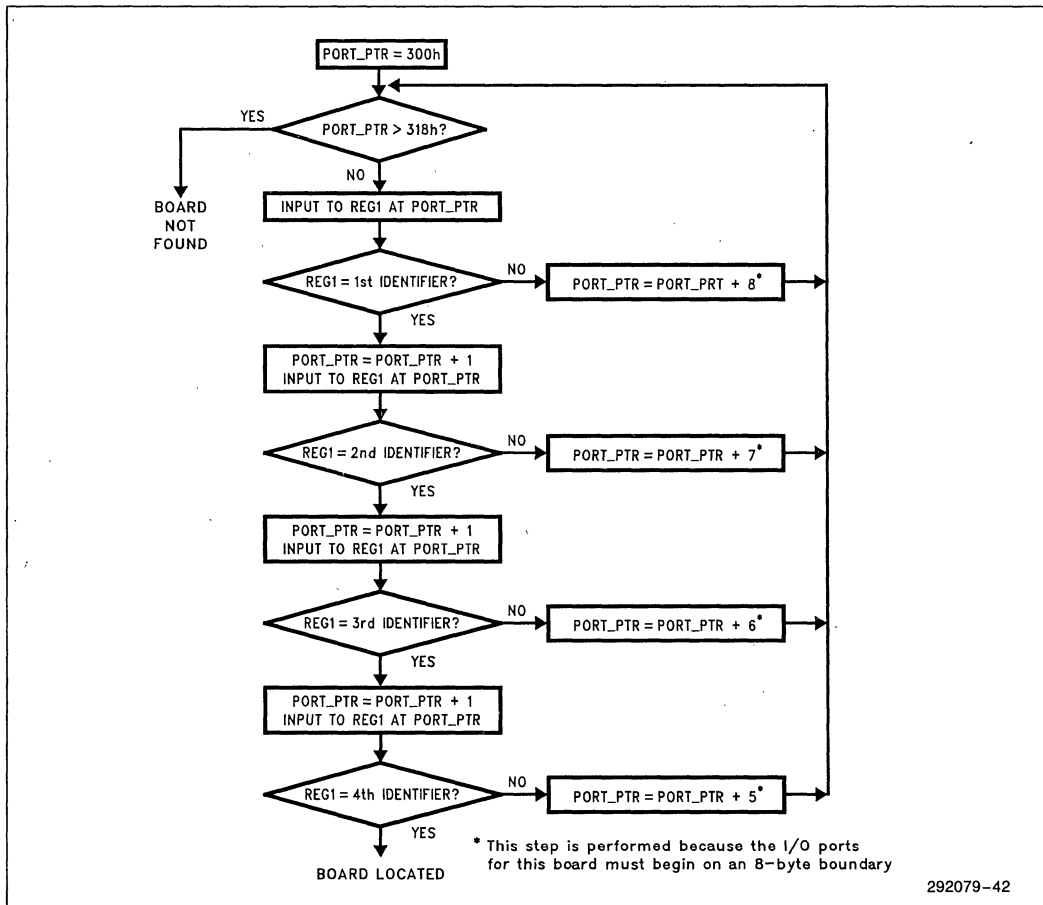 PORT_PTR = 300h
YES
PORT_PTR > 318h?
NO
BOARD
NOT
FOUND
INPUT TO REG1 AT PORT_PTR
REG1 = 1st IDENTIFIER?
NO
PORT_PTR = PORT_PRT + 8*
YES
PORT_PTR = PORT_PTR + 1
INPUT TO REG1 AT PORT_PTR
REG1 = 2nd IDENTIFIER?
NO
PORT_PTR = PORT_PTR + 7*
YES
PORT_PTR = PORT_PTR + 1
INPUT TO REG1 AT PORT_PTR
REG1 = 3rd IDENTIFIER?
NO
PORT_PTR = PORT_PTR + 6*
YES
PORT_PTR = PORT_PTR + 1
INPUT TO REG1 AT PORT_PTR
REG1 = 4th IDENTIFIER?
NO
PORT_PTR = PORT_PTR + 5*
YES
BOARD LOCATED
* This step is performed because the I/O ports
for this board must begin on an 8-byte boundary
292079-42